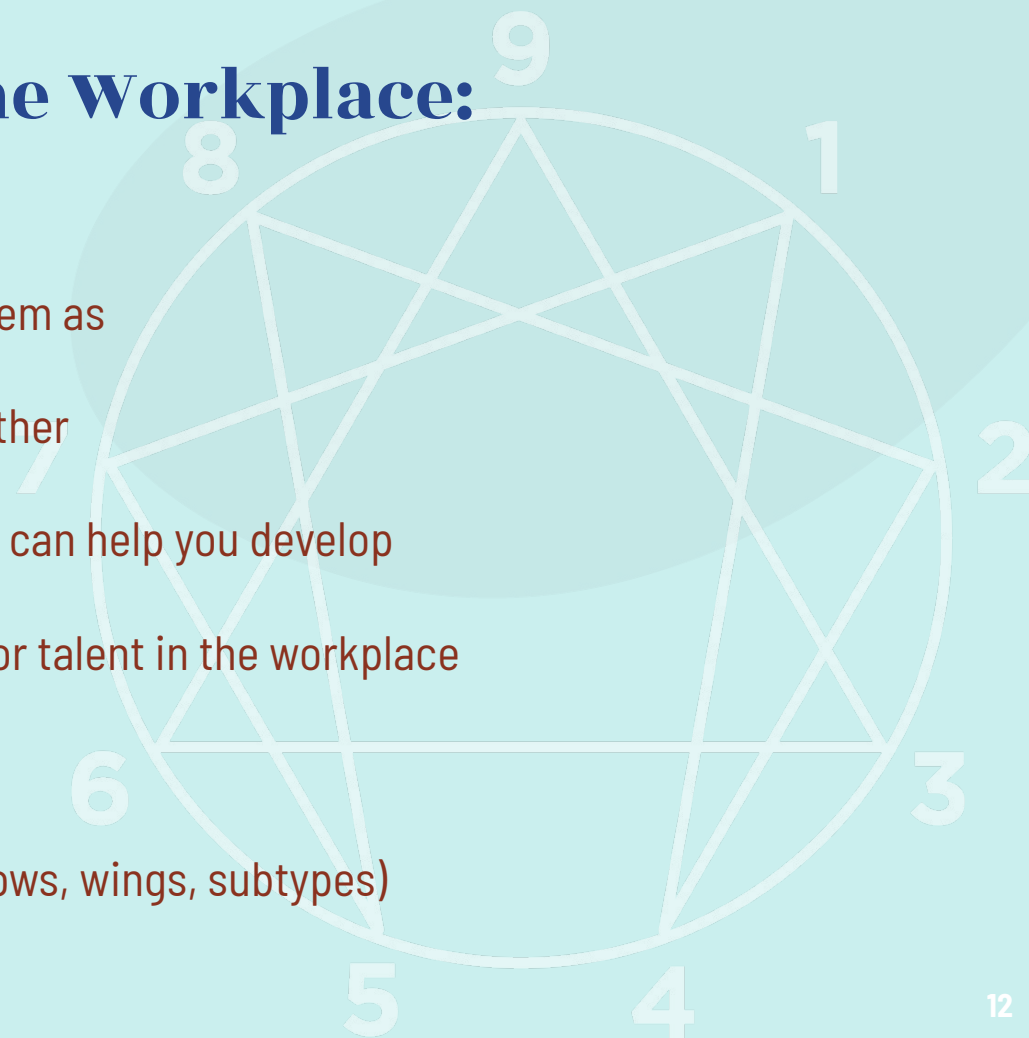 9
ne Workplace:
8
1
em as
ther
7
2
can help you develop
or talent in the workplace
6
3
ows, wings, subtypes)
5
4
12